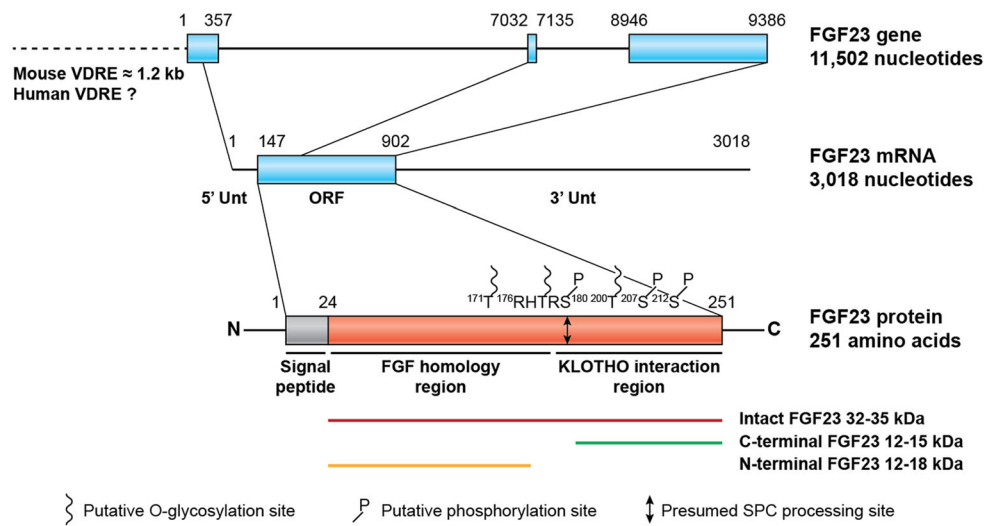 1 357 7032 7135 8946 9386
FGF23 gene
11,502 nucleotides
Mouse VDRE ≈ 1.2 kb
Human VDRE ?
1 147 902 3018
FGF23 mRNA
3,018 nucleotides
5’ Unt ORF 3’ Unt
P P P
171T 176RHTRS180 200T 207S 212S
1 24 251
N C
FGF23 protein
251 amino acids
Signal peptide
FGF homology region
KLOTHO interaction region
Intact FGF23 32-35 kDa
C-terminal FGF23 12-15 kDa
N-terminal FGF23 12-18 kDa
Putative O-glycosylation site P Putative phosphorylation site Presumed SPC processing site